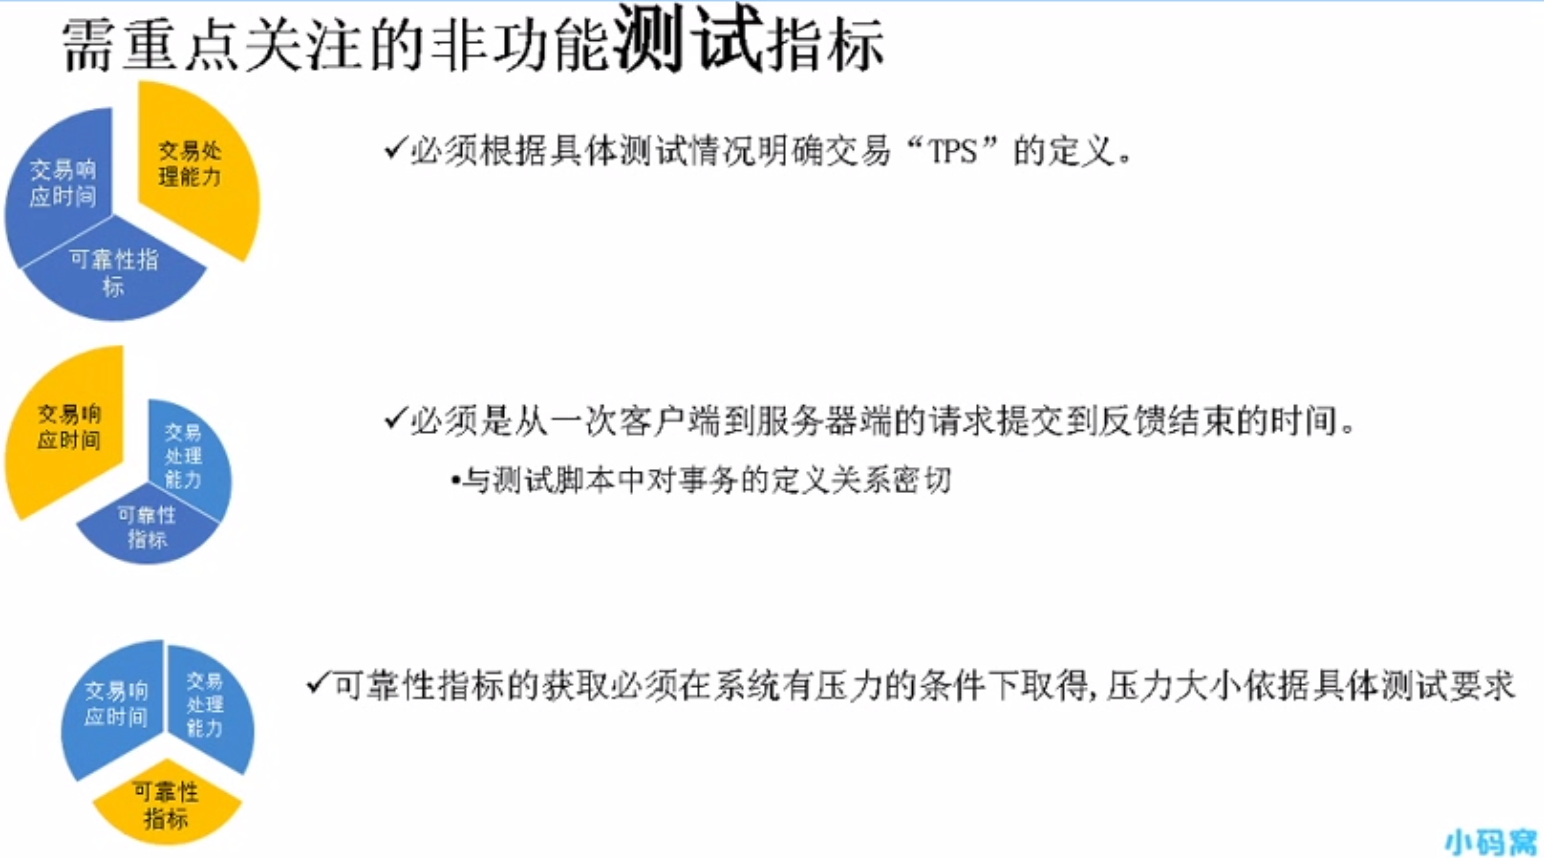 需重点关注的非功能测试指标
交易响
应时间
交易处
理能力
可靠性指
标
✓必须根据具体测试情况明确交易“TPS”的定义。
交易响
应时间
交易
处理
能力
可靠性
指标
✓必须是从一次客户端到服务器端的请求提交到反馈结束的时间。
•与测试脚本中对事务的定义关系密切
交易响
应时间
交易
处理
能力
可靠性
指标
✓可靠性指标的获取必须在系统有压力的条件下取得,压力大小依据具体测试要求
小码窝